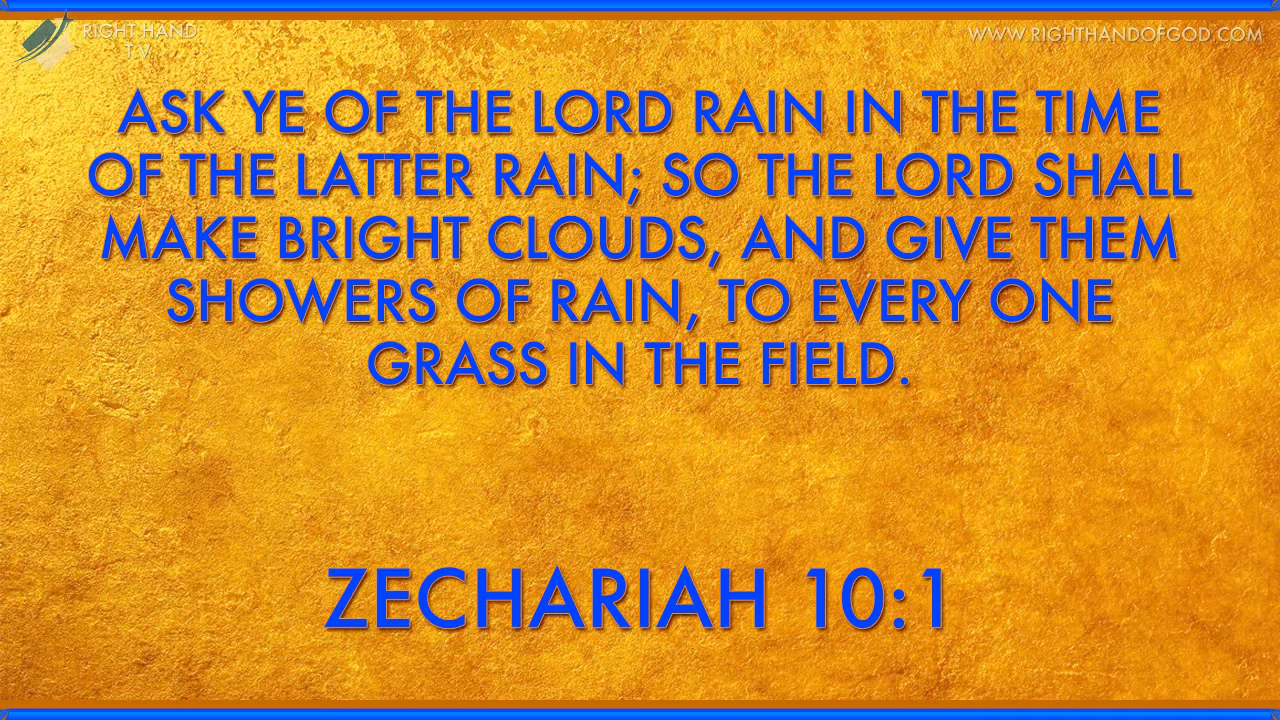 RIGHT HAND
T V
WWW.RIGHTHANDOFGOD.COM
ASK YE OF THE LORD RAIN IN THE TIME
OF THE LATTER RAIN; SO THE LORD SHALL
MAKE BRIGHT CLOUDS, AND GIVE THEM
SHOWERS OF RAIN, TO EVERY ONE
GRASS IN THE FIELD.
ZECHARIAH 10:1